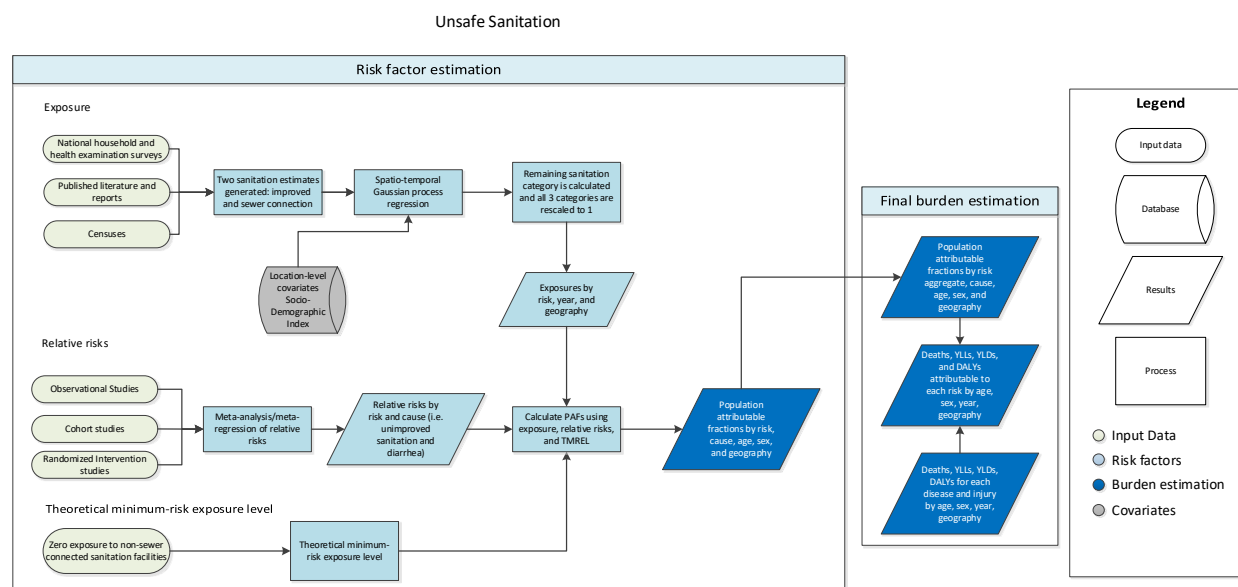 Unsafe Sanitation
Risk factor estimation
Exposure
National household and
health examination surveys
Published literature and
reports
Censuses
Two sanitation estimates
generated: improved
and sewer connection
Spatio-temporal
Gaussian process
regression
Remaining sanitation
category is calculated
and all 3 categories are
rescaled to 1
Location-level
covariates
Socio-
Demographic
Index
Exposures by
risk, year, and
geography
Relative risks
Observational Studies
Cohort studies
Randomized Intervention
studies
Meta-analysis/meta-
regression of relative
risks
Relative risks by
risk and cause (i.e.
unimproved
sanitation and
diarrhea)
Calculate PAFs using
exposure, relative risks,
and TMREL
Population
attributable
fractions by risk,
cause, age, sex,
and geography
Theoretical minimum-risk exposure level
Zero exposure to non-sewer
connected sanitation facilities
Theoretical minimum-
risk exposure level
Final burden estimation
Population
attributable
fractions by risk
aggregate, cause,
age, sex, and
geography
Deaths, YLLs, YLDs,
and DALYs
attributable to
each risk by age,
sex, year,
geography
Deaths, YLLs, YLDs,
DALYs for each
disease and injury
by age, sex, year,
geography
Legend
Input data
Database
Results
Process
Input Data
Risk factors
Burden estimation
Covariates